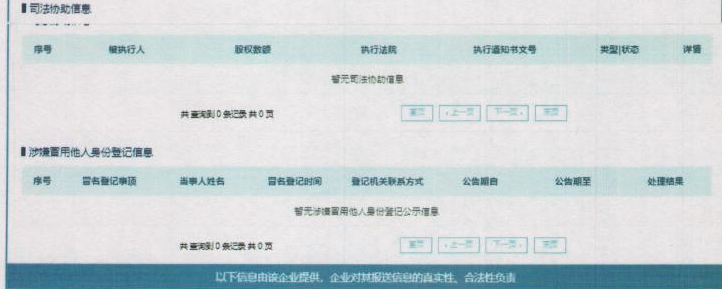 司法协助信息
序号 被执行人 股权数额 执行法院 执行通知书文号 类型|状态 详情
暂无司法协助信息
共查询到0条记录共0页 首页 ‹上一页 下一页› 末页
涉嫌冒用他人身份登记信息
序号 冒名登记事项 当事人姓名 冒名登记时间 登记机关联系方式 公告期自 公告期至 处理结果
暂无涉嫌冒用他人身份登记公示信息
共查询到0条记录共0页 首页 ‹上一页 下一页› 末页
以下信息由该企业提供，企业对其报送信息的真实性、合法性负责